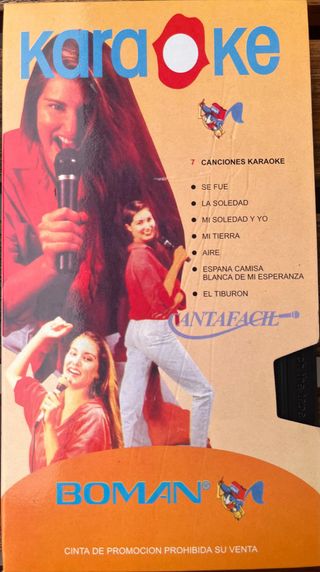 karaoke
7 CANCIONES KARAOKE
● SE FUE
● LA SOLEDAD
● MI SOLEDAD Y YO
● MI TIERRA
● AIRE
● ESPANA CAMISA
BLANCA DE MI ESPERANZA
● EL TIBURON
CANTAFACIL
BOMAN®
CINTA DE PROMOCION PROHIBIDA SU VENTA